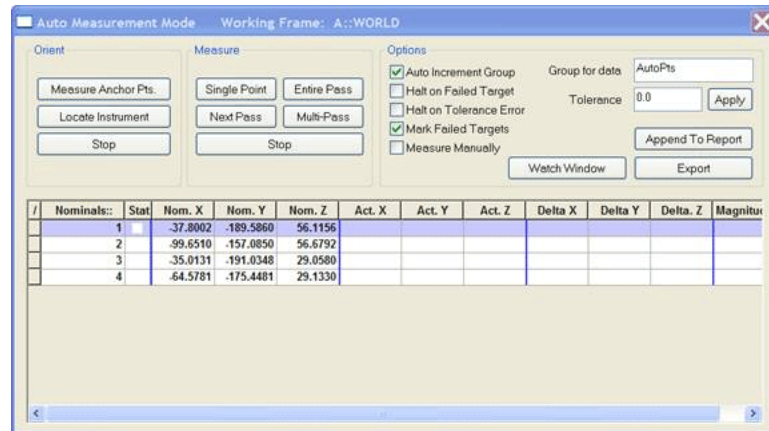 Auto Measurement Mode Working Frame: A::WORLD
Orient
Measure Anchor Pts.
Locate Instrument
Stop
Measure
Single Point Entire Pass
Next Pass Multi-Pass
Stop
Options
Auto Increment Group
Halt on Failed Target
Halt on Tolerance Error
Mark Failed Targets
Measure Manually
Group for data AutoPts
Tolerance 0.0 Apply
Append To Report
Watch Window Export
/ Nominals:: Stat Nom. X Nom. Y Nom. Z Act. X Act. Y Act. Z Delta X Delta Y Delta. Z Magnitu
1 -37.8002 -189.5860 56.1156
2 -99.6510 -157.0850 56.6792
3 -35.0131 -191.0348 29.0580
4 -64.5781 -175.4481 29.1330